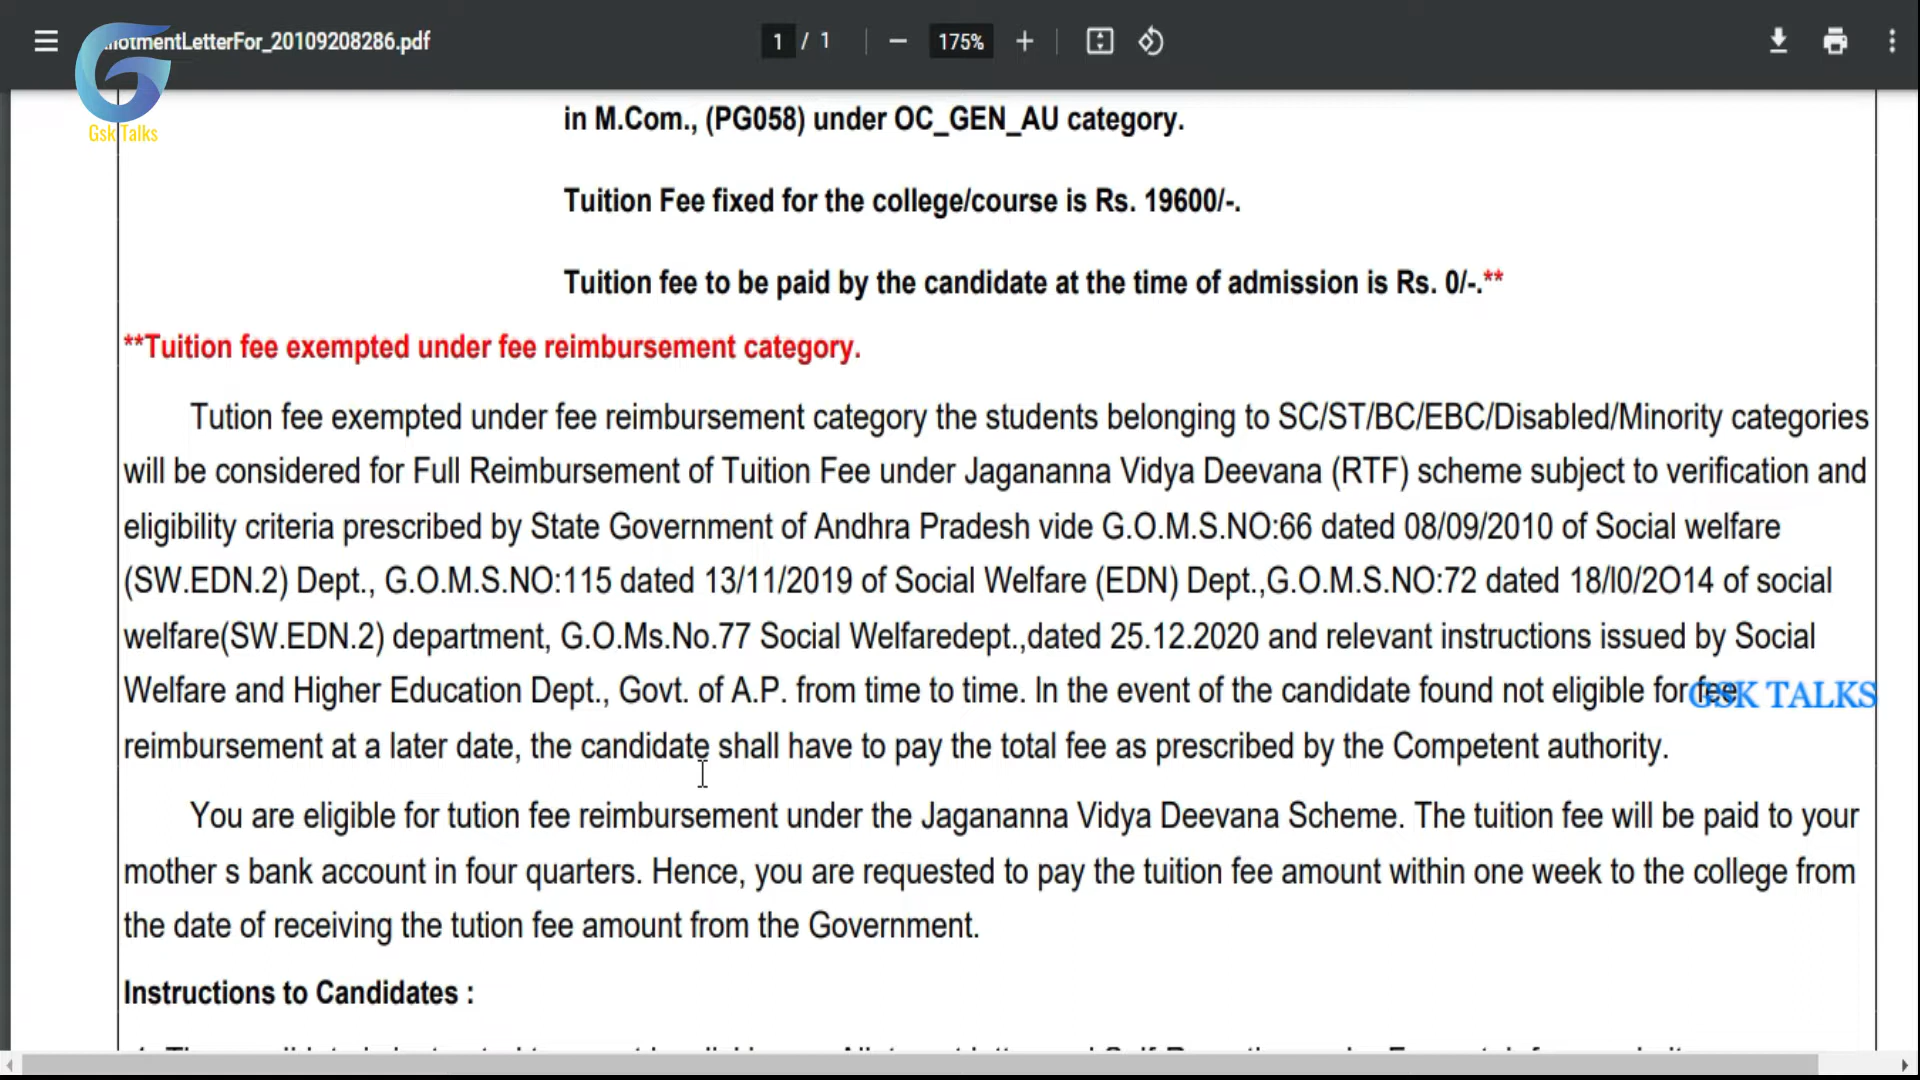 lotmentLetterFor_20109208286.pdf
1 / 1
175%
Gsk Talks
in M.Com., (PG058) under OC_GEN_AU category.
Tuition Fee fixed for the college/course is Rs. 19600/-.
Tuition fee to be paid by the candidate at the time of admission is Rs. 0/-.**
**Tuition fee exempted under fee reimbursement category.
Tution fee exempted under fee reimbursement category the students belonging to SC/ST/BC/EBC/Disabled/Minority categories
will be considered for Full Reimbursement of Tuition Fee under Jagananna Vidya Deevana (RTF) scheme subject to verification and
eligibility criteria prescribed by State Government of Andhra Pradesh vide G.O.M.S.NO:66 dated 08/09/2010 of Social welfare
(SW.EDN.2) Dept., G.O.M.S.NO:115 dated 13/11/2019 of Social Welfare (EDN) Dept.,G.O.M.S.NO:72 dated 18/l0/2O14 of social
welfare(SW.EDN.2) department, G.O.Ms.No.77 Social Welfaredept.,dated 25.12.2020 and relevant instructions issued by Social
Welfare and Higher Education Dept., Govt. of A.P. from time to time. In the event of the candidate found not eligible for fee
GSK TALKS
reimbursement at a later date, the candidate shall have to pay the total fee as prescribed by the Competent authority.
You are eligible for tution fee reimbursement under the Jagananna Vidya Deevana Scheme. The tuition fee will be paid to your
mother s bank account in four quarters. Hence, you are requested to pay the tuition fee amount within one week to the college from
the date of receiving the tution fee amount from the Government.
Instructions to Candidates :